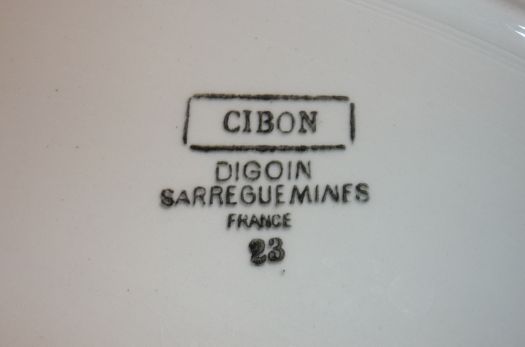 CIBON
DIGOIN
SARREGUEMINES
FRANCE
23